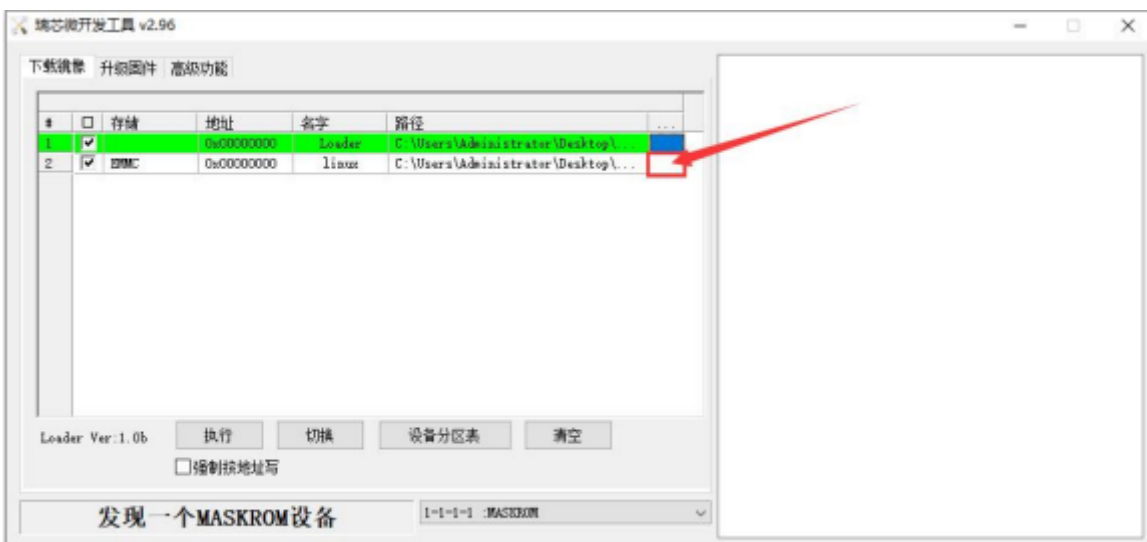 瑞芯微开发工具 v2.96
下载镜像 升级固件 高级功能
# 存储 地址 名字 路径 ...
1 0x00000000 Loader C:\Users\Administrator\Desktop\...
2 EMMC 0x00000000 linux C:\Users\Administrator\Desktop\...
Loader Ver:1.0b 执行 切换 设备分区表 清空
强制按地址写
发现一个MASKROM设备 1-1-1-1 :MASKROM